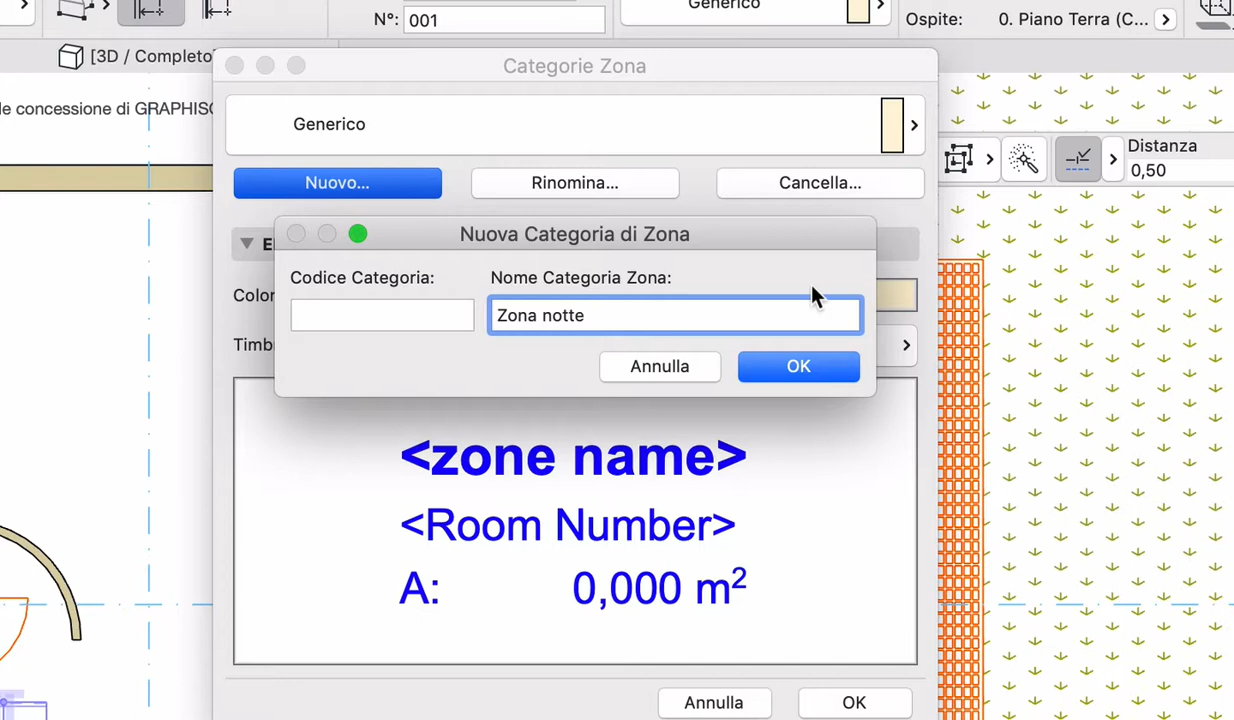 Generico
N°: 001
Ospite: 0. Piano Terra (C...
[3D / Completo
Categorie Zona
le concessione di GRAPHISO
Generico
Distanza
0,50
Nuovo... Rinomina... Cancella...
Nuova Categoria di Zona
Codice Categoria: Nome Categoria Zona:
Color
Zona notte
Timb
Annulla OK
<zone name>
<Room Number>
A: 0,000 m²
Annulla OK